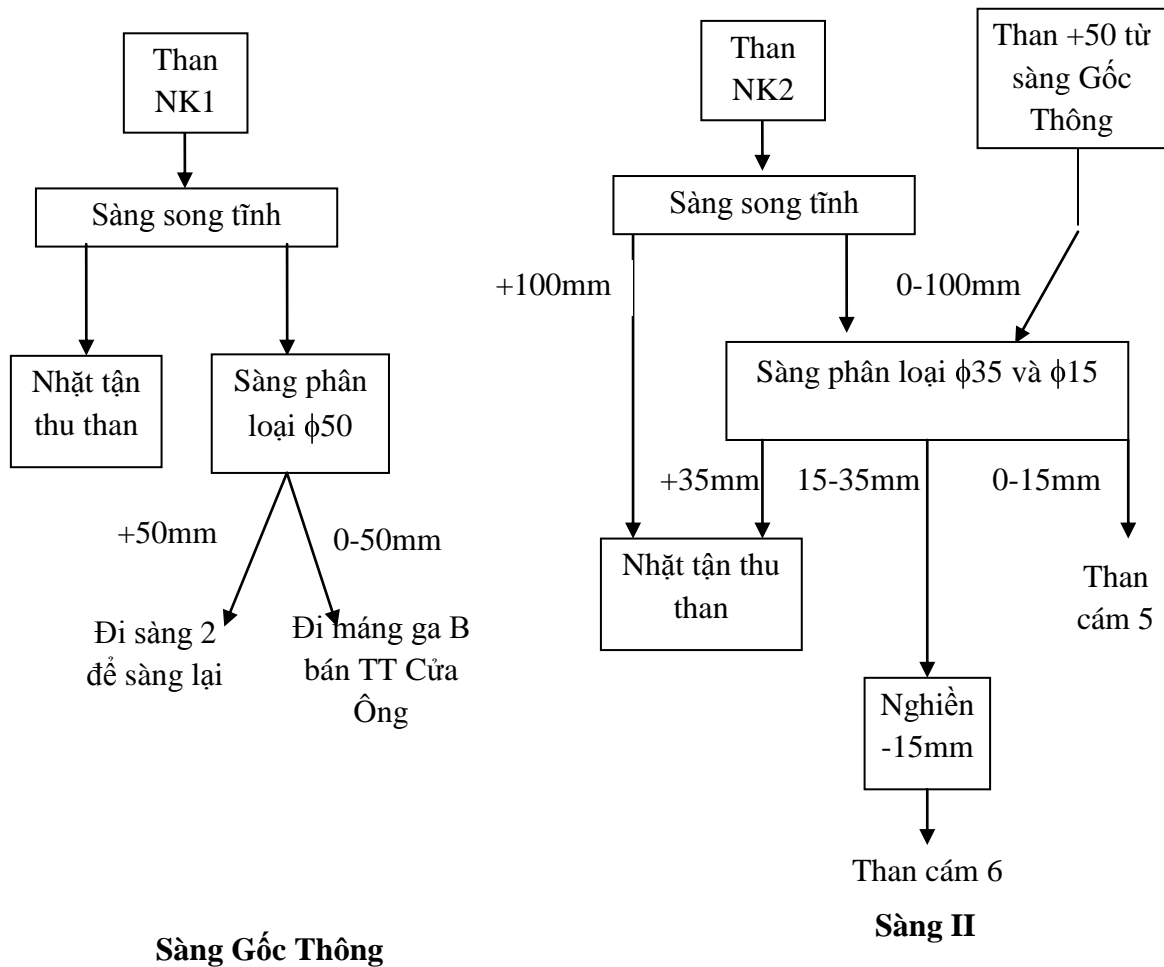 Than
NK1
Sàng song tĩnh
Nhặt tận
thu than
Sàng phân
loại ϕ50
+50mm
0-50mm
Đi sàng 2
để sàng lại
Đi máng ga B
bán TT Cửa
Ông
Sàng Gốc Thông
Than
NK2
Than +50 từ
sàng Gốc
Thông
Sàng song tĩnh
+100mm
0-100mm
Sàng phân loại ϕ35 và ϕ15
+35mm
15-35mm
0-15mm
Nhặt tận thu
than
Than
cám 5
Nghiền
-15mm
Than cám 6
Sàng II